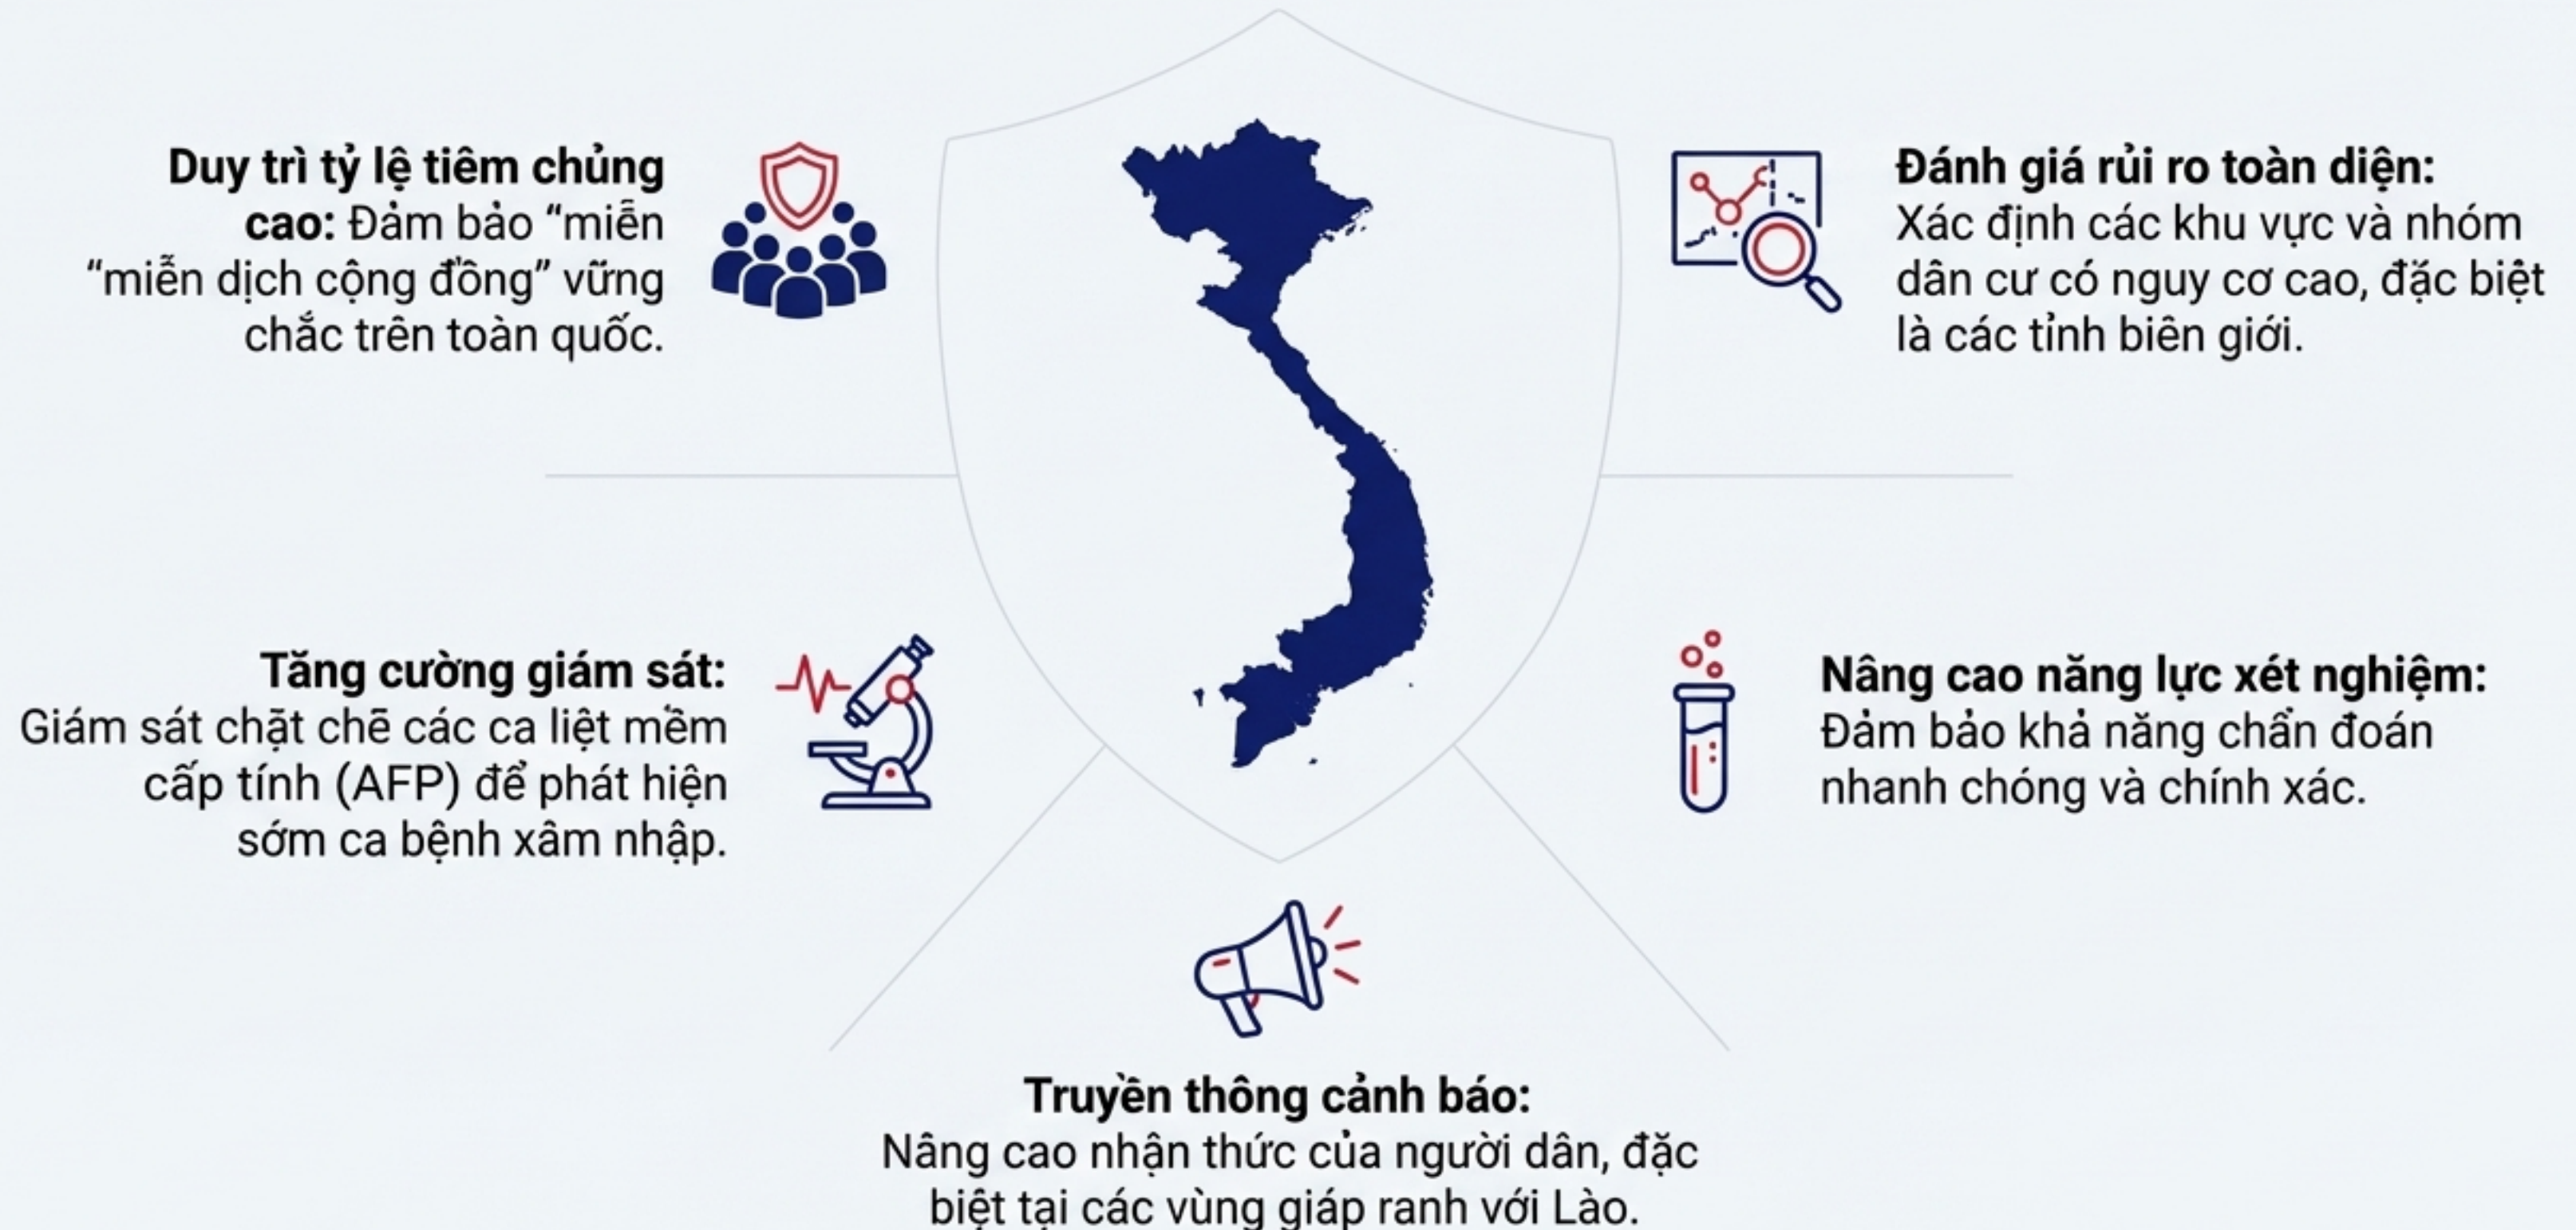 Duy trì tỷ lệ tiêm chủng
cao: Đảm bảo “miễn
“miễn dịch cộng đồng” vững
chắc trên toàn quốc.
Đánh giá rủi ro toàn diện:
Xác định các khu vực và nhóm
dân cư có nguy cơ cao, đặc biệt
là các tỉnh biên giới.
Tăng cường giám sát:
Giám sát chặt chẽ các ca liệt mềm
cấp tính (AFP) để phát hiện
sớm ca bệnh xâm nhập.
Nâng cao năng lực xét nghiệm:
Đảm bảo khả năng chẩn đoán
nhanh chóng và chính xác.
Truyền thông cảnh báo:
Nâng cao nhận thức của người dân, đặc
biệt tại các vùng giáp ranh với Lào.